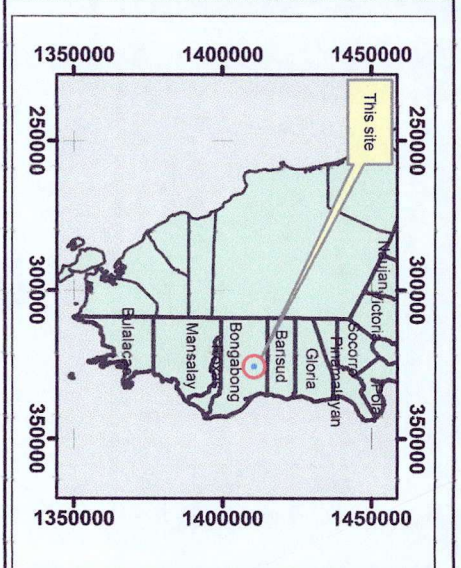 1350000
1400000
1450000
250000
300000
350000
250000
300000
350000
1350000
1400000
1450000
This site
Naujan
Victoria
Socorro
Pola
Pinamalayan
Gloria
Bansud
Bongabong
Roxas
Mansalay
Bulalacao